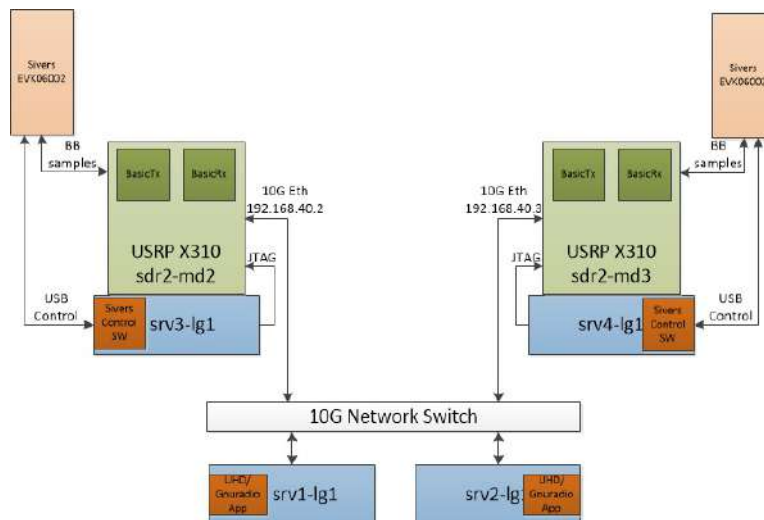 Sivers
EVK06002
Sivers
EVK06002
BB
samples
BB
samples
BasicTx
BasicRx
BasicTx
BasicRx
10G Eth
192.168.40.2
10G Eth
192.168.40.3
USRP X310
sdr2-md2
USRP X310
sdr2-md3
JTAG
JTAG
USB
Control
Sivers
Control
SW
srv3-lg1
srv4-lg1
Sivers
Control
SW
USB
Control
10G Network Switch
UHD/
Gnuradio
App
srv1-lg1
srv2-lg1
UHD/
Gnuradio
App